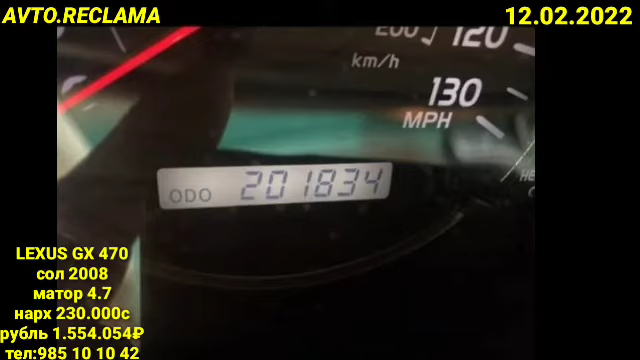 AVTO.RECLAMA
12.02.2022
200
120
km/h
130
MPH
ODO 201834
LEXUS GX 470
сол 2008
матор 4.7
нарх 230.000с
рубль 1.554.054₽
тел:985 10 10 42